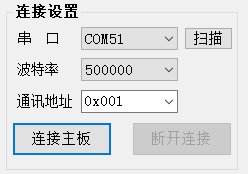 连接设置
串 口 COM51 扫描
波特率 500000
通讯地址 0x001
连接主板 断开连接